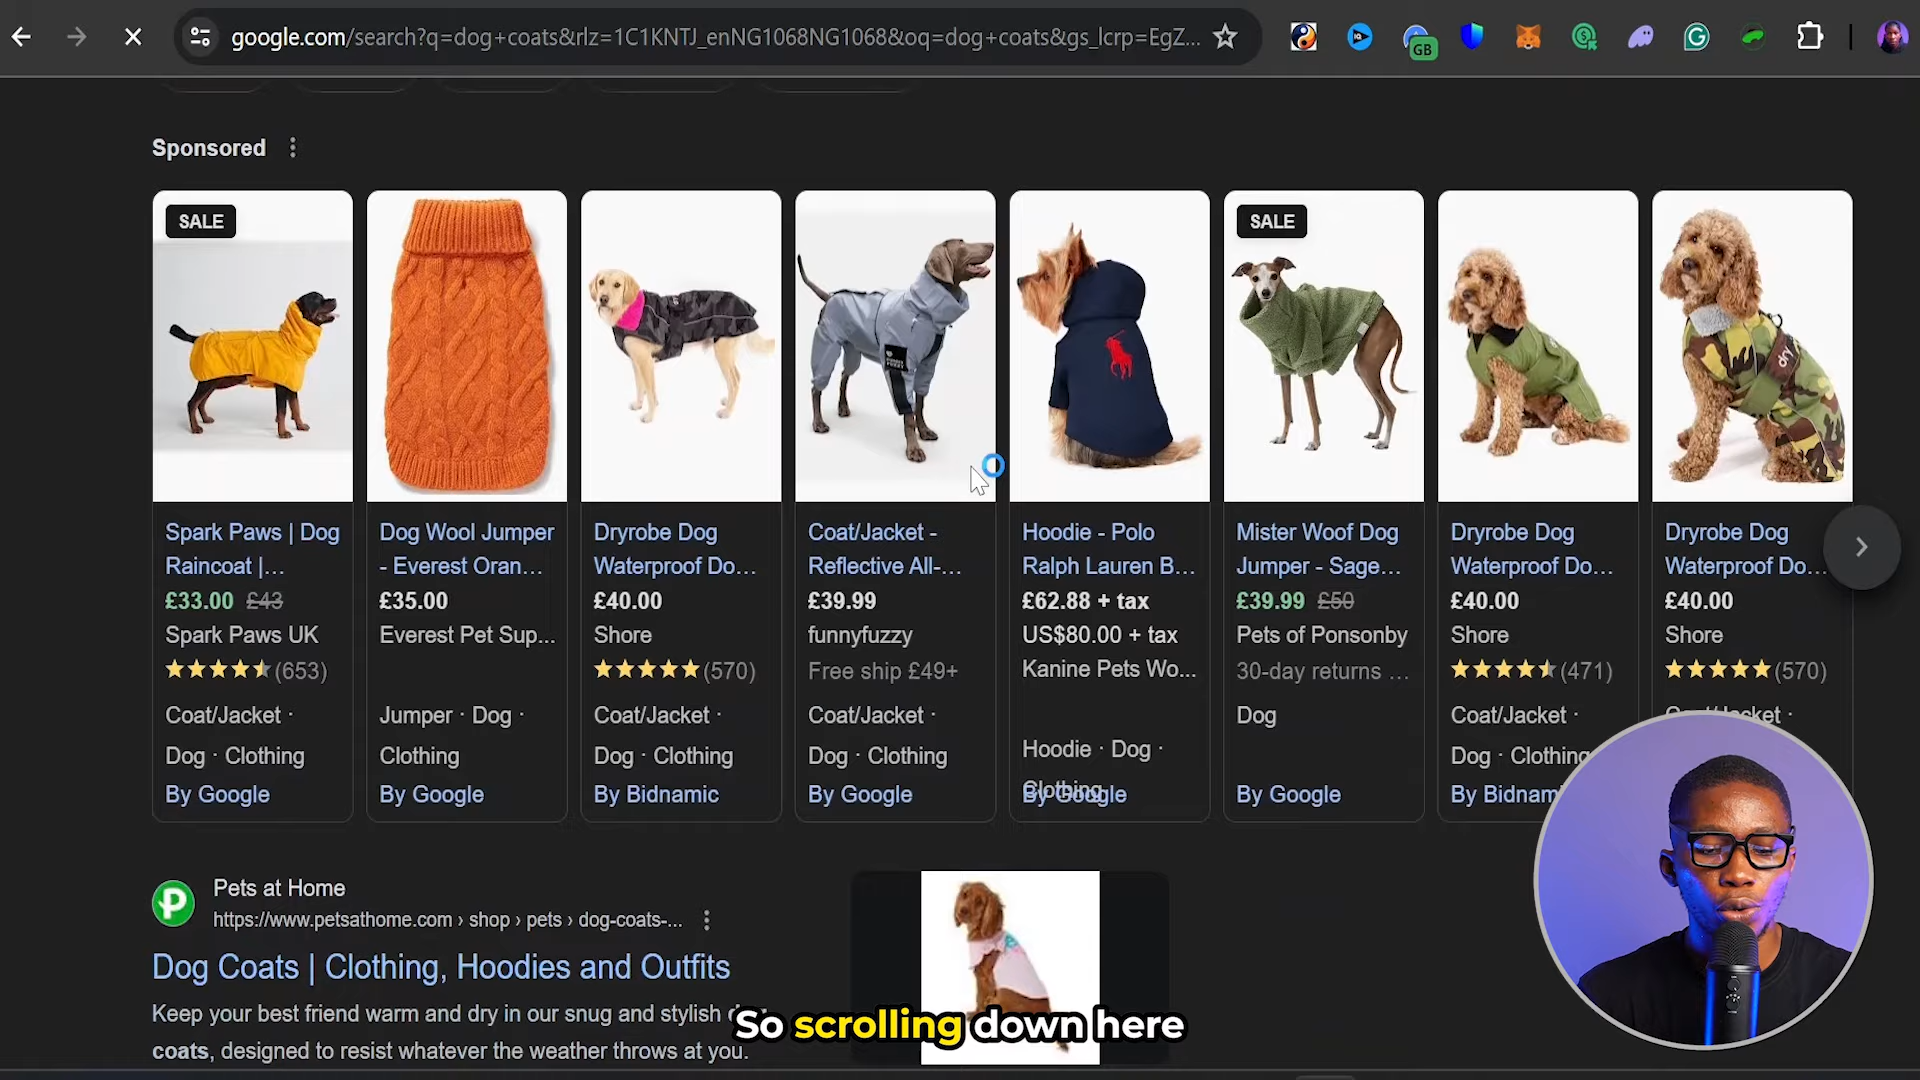 google.com/search?q=dog+coats&rlz=1C1KNTJ_enNG1068NG1068&oq=dog+coats&gs_lcrp=EgZ...
GB
Sponsored
SALE
SALE
dry
Spark Paws | Dog
Raincoat |...
£33.00 £43
Spark Paws UK
(653)
Coat/Jacket ·
Dog · Clothing
By Google
Dog Wool Jumper
- Everest Oran...
£35.00
Everest Pet Sup...
Jumper · Dog ·
Clothing
By Google
Dryrobe Dog
Waterproof Do...
£40.00
Shore
(570)
Coat/Jacket ·
Dog · Clothing
By Bidnamic
Coat/Jacket -
Reflective All-...
£39.99
funnyfuzzy
Free ship £49+
Coat/Jacket ·
Dog · Clothing
By Google
Hoodie - Polo
Ralph Lauren B...
£62.88 + tax
US$80.00 + tax
Kanine Pets Wo...
Hoodie · Dog ·
Clothing
By Google
Mister Woof Dog
Jumper - Sage...
£39.99 £50
Pets of Ponsonby
30-day returns ...
Dog
By Google
Dryrobe Dog
Waterproof Do...
£40.00
Shore
(471)
Coat/Jacket ·
Dog · Clothing
By Bidnam
Dryrobe Dog
Waterproof Do...
£40.00
Shore
(570)
Coat/Jacket ·
P
Pets at Home
https://www.petsathome.com › shop › pets › dog-coats-...
Dog Coats | Clothing, Hoodies and Outfits
Keep your best friend warm and dry in our snug and stylish
coats, designed to resist whatever the weather throws at you.
So scrolling down here